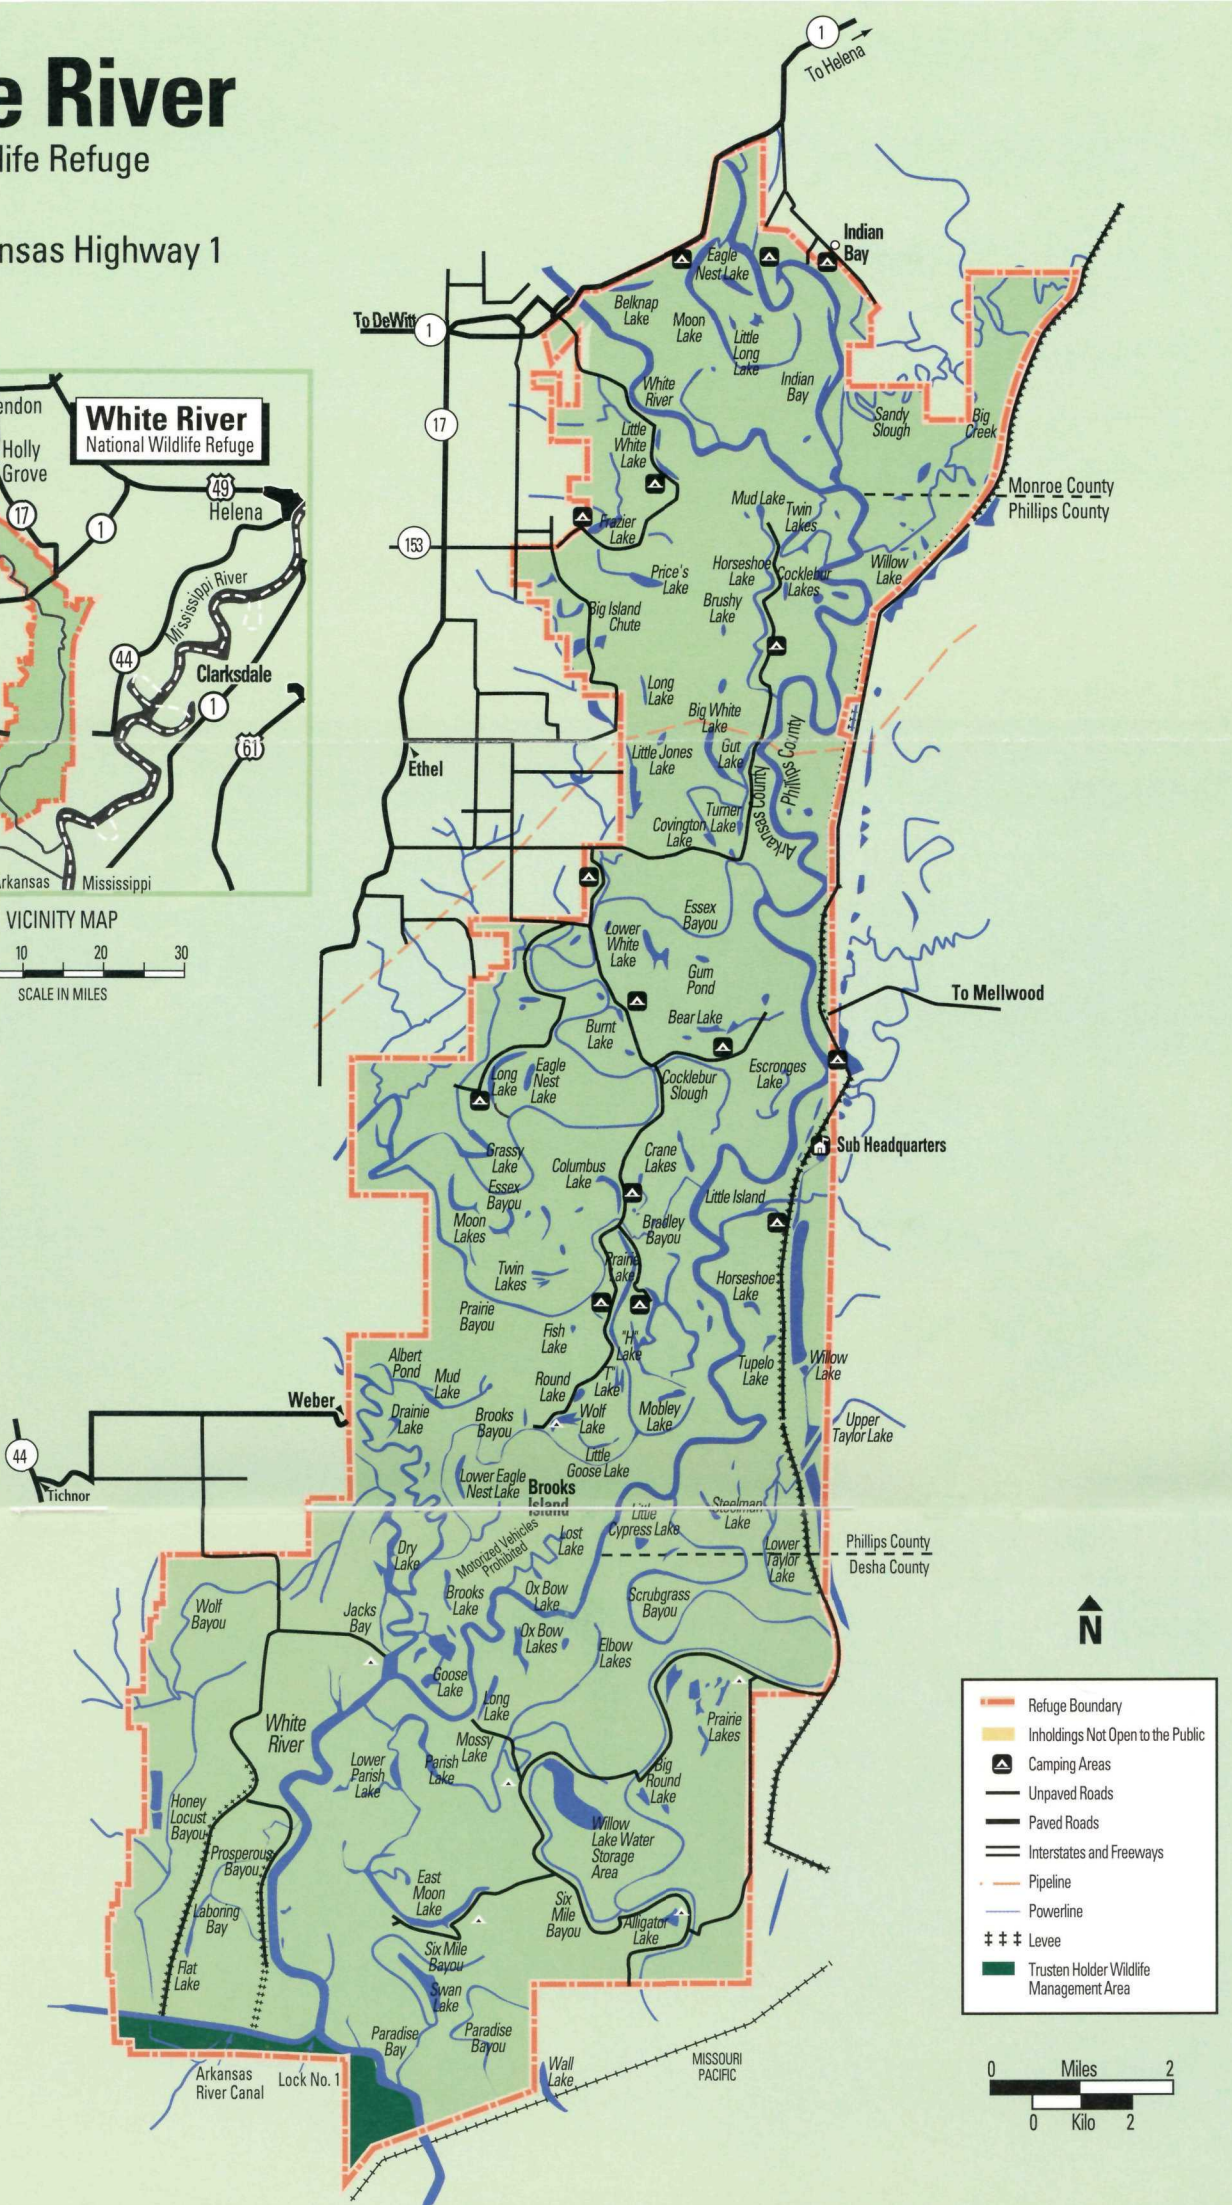 e River
life Refuge
nsas Highway 1
1
To Helena
Indian
Bay
Eagle
Nest Lake
Belknap
Lake
Moon
Lake
Little
Long
Lake
To DeWitt
1
White
River
Indian
Bay
17
Little
White
Lake
Sandy
Slough
Big
Creek
Monroe County
Phillips County
Mud Lake
Twin
Lakes
Frazier
Lake
153
Price's
Lake
Horseshoe
Lake
Cocklebur
Lakes
Willow
Lake
Brushy
Lake
Big Island
Chute
Long
Lake
Big White
Lake
Little Jones
Lake
Gut
Lake
Phillips County
Arkansas County
Arkansas
Turner
Lake
Covington
Lake
Ethel
endon
White River
National Wildlife Refuge
Holly
Grove
49
Helena
17
1
Mississippi River
44
Clarksdale
1
61
Arkansas
Mississippi
VICINITY MAP
10
20
30
SCALE IN MILES
Essex
Bayou
Lower
White
Lake
Gum
Pond
Bear Lake
To Mellwood
Burnt
Lake
Eagle
Nest
Lake
Long
Lake
Cocklebur
Slough
Escronges
Lake
Sub Headquarters
Grassy
Lake
Essex
Bayou
Columbus
Lake
Crane
Lakes
Little Island
Moon
Lakes
Bradley
Bayou
Twin
Lakes
Prairie
Lake
Horseshoe
Lake
Prairie
Bayou
Fish
Lake
"H"
Lake
Albert
Pond
Mud
Lake
Round
Lake
Lake
Tupelo
Lake
Willow
Lake
Weber
Drainie
Lake
Brooks
Bayou
Wolf
Lake
Mobley
Lake
Upper
Taylor Lake
44
Tichnor
Little
Goose Lake
Lower Eagle
Nest Lake
Brooks
Island
Little
Cypress Lake
Steelman
Lake
Motorized Vehicles
Prohibited
Lost
Lake
Dry
Lake
Lower
Taylor
Lake
Phillips County
Desha County
Wolf
Bayou
Jacks
Bay
Brooks
Lake
Ox Bow
Lake
Scrubgrass
Bayou
Ox Bow
Lakes
Elbow
Lakes
N
Goose
Lake
Long
Lake
White
River
Prairie
Lakes
Mossy
Lake
Lower
Parish
Lake
Parish
Lake
Big
Round
Lake
Honey
Locust
Bayou
Willow
Lake Water
Storage
Area
Prosperous
Bayou
East
Moon
Lake
Laboring
Bay
Six
Mile
Bayou
Alligator
Lake
Flat
Lake
Six Mile
Bayou
Swan
Lake
Paradise
Bay
Paradise
Bayou
Arkansas
River Canal
Lock No. 1
Wall
Lake
MISSOURI
PACIFIC
Refuge Boundary
Inholdings Not Open to the Public
Camping Areas
Unpaved Roads
Paved Roads
Interstates and Freeways
Pipeline
Powerline
Levee
Trusten Holder Wildlife
Management Area
0
Miles
2
0
Kilo
2